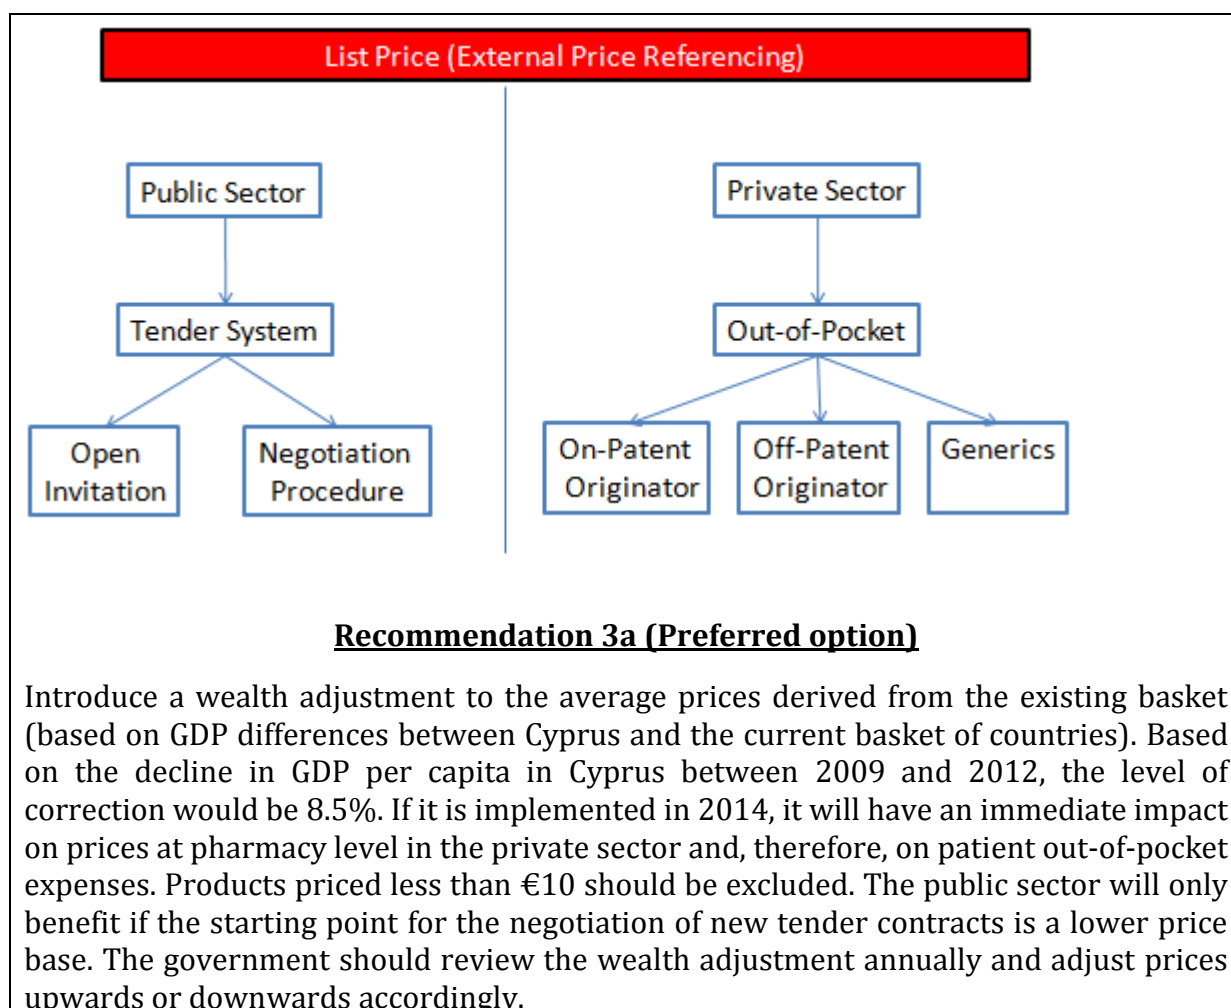 List Price (External Price Referencing)
Public Sector
Private Sector
Tender System
Out-of-Pocket
Open
Invitation
Negotiation
Procedure
On-Patent
Originator
Off-Patent
Originator
Generics
Recommendation 3a (Preferred option)
Introduce a wealth adjustment to the average prices derived from the existing basket
(based on GDP differences between Cyprus and the current basket of countries). Based
on the decline in GDP per capita in Cyprus between 2009 and 2012, the level of
correction would be 8.5%. If it is implemented in 2014, it will have an immediate impact
on prices at pharmacy level in the private sector and, therefore, on patient out-of-pocket
expenses. Products priced less than €10 should be excluded. The public sector will only
benefit if the starting point for the negotiation of new tender contracts is a lower price
base. The government should review the wealth adjustment annually and adjust prices
upwards or downwards accordingly.